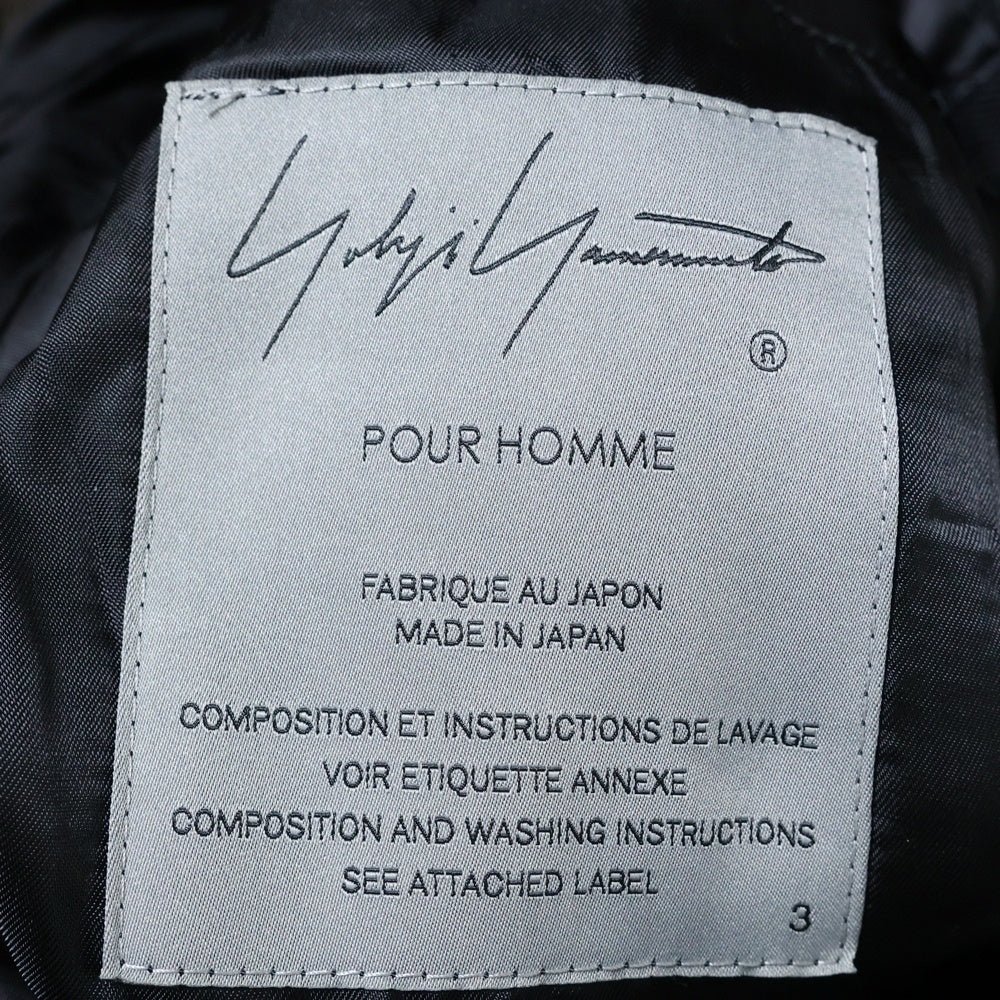 Yohji Yamamoto
®
POUR HOMME
FABRIQUE AU JAPON
MADE IN JAPAN
COMPOSITION ET INSTRUCTIONS DE LAVAGE
VOIR ETIQUETTE ANNEXE
COMPOSITION AND WASHING INSTRUCTIONS
SEE ATTACHED LABEL
3